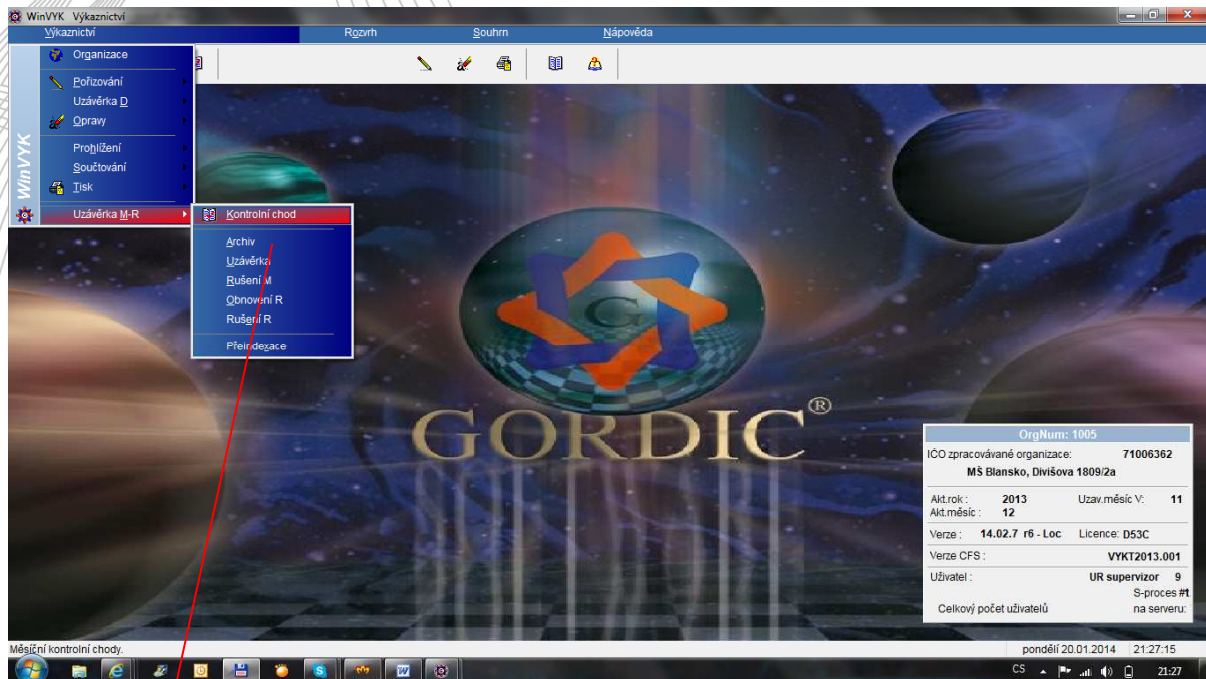 WinVYK Výkaznictví
Výkaznictví Rozvrh Souhrn Nápověda
Organizace
Pořizování
Uzávěrka D
Opravy
Prohlížení
Součtování
Tisk
Uzávěrka M-R
WinVYK
Kontrolní chod
Archiv
Uzávěrka
Rušení M
Obnovení R
Rušení R
Přeindexace
G
GORDIC®
OrgNum: 1005
IČO zpracovávané organizace: 71006362
MŠ Blansko, Divišova 1809/2a
Akt.rok : 2013 Uzav.měsíc V: 11
Akt.měsíc : 12
Verze : 14.02.7 r6 - Loc Licence: D53C
Verze CFS : VYKT2013.001
Uživatel : UR supervizor 9
S-proces #1
Celkový počet uživatelů na serveru:
Měsíční kontrolní chody. pondělí 20.01.2014 21:27:15
CS 21:27